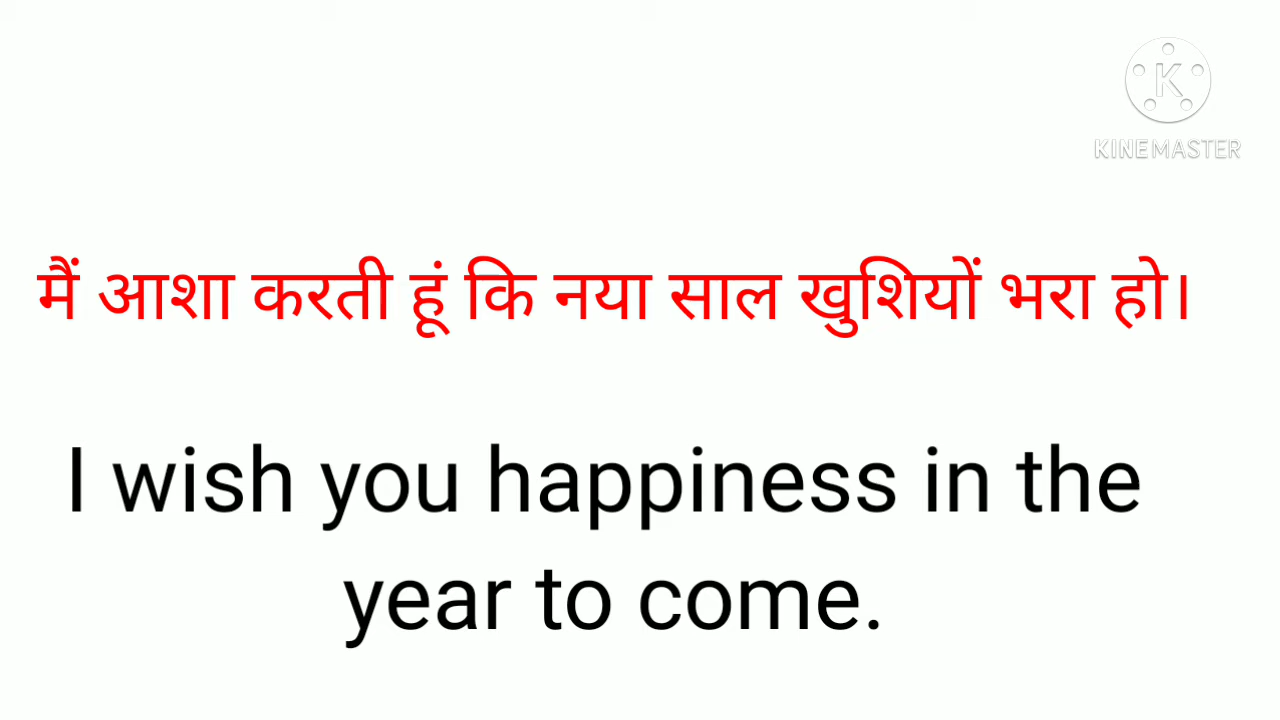 K
KINEMASTER
मैं आशा करती हूं कि नया साल खुशियों भरा हो।
I wish you happiness in the
year to come.